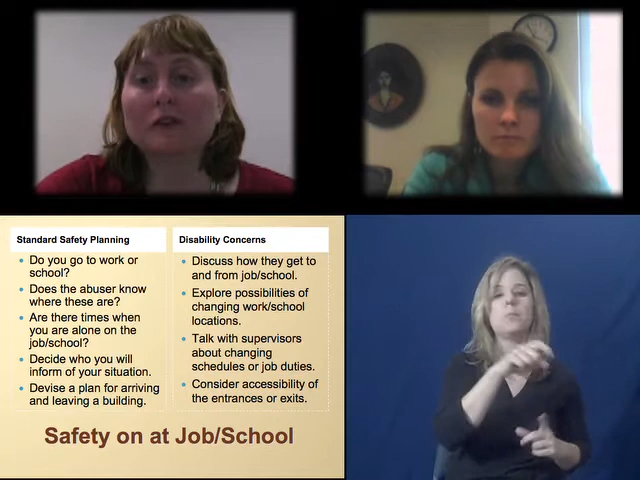 Standard Safety Planning
Do you go to work or
school?
Does the abuser know
where these are?
Are there times when
you are alone on the
job/school?
Decide who you will
inform of your situation.
Devise a plan for arriving
and leaving a building.
Disability Concerns
Discuss how they get to
and from job/school.
Explore possibilities of
changing work/school
locations.
Talk with supervisors
about changing
schedules or job duties.
Consider accessibility of
the entrances or exits.
Safety on at Job/School